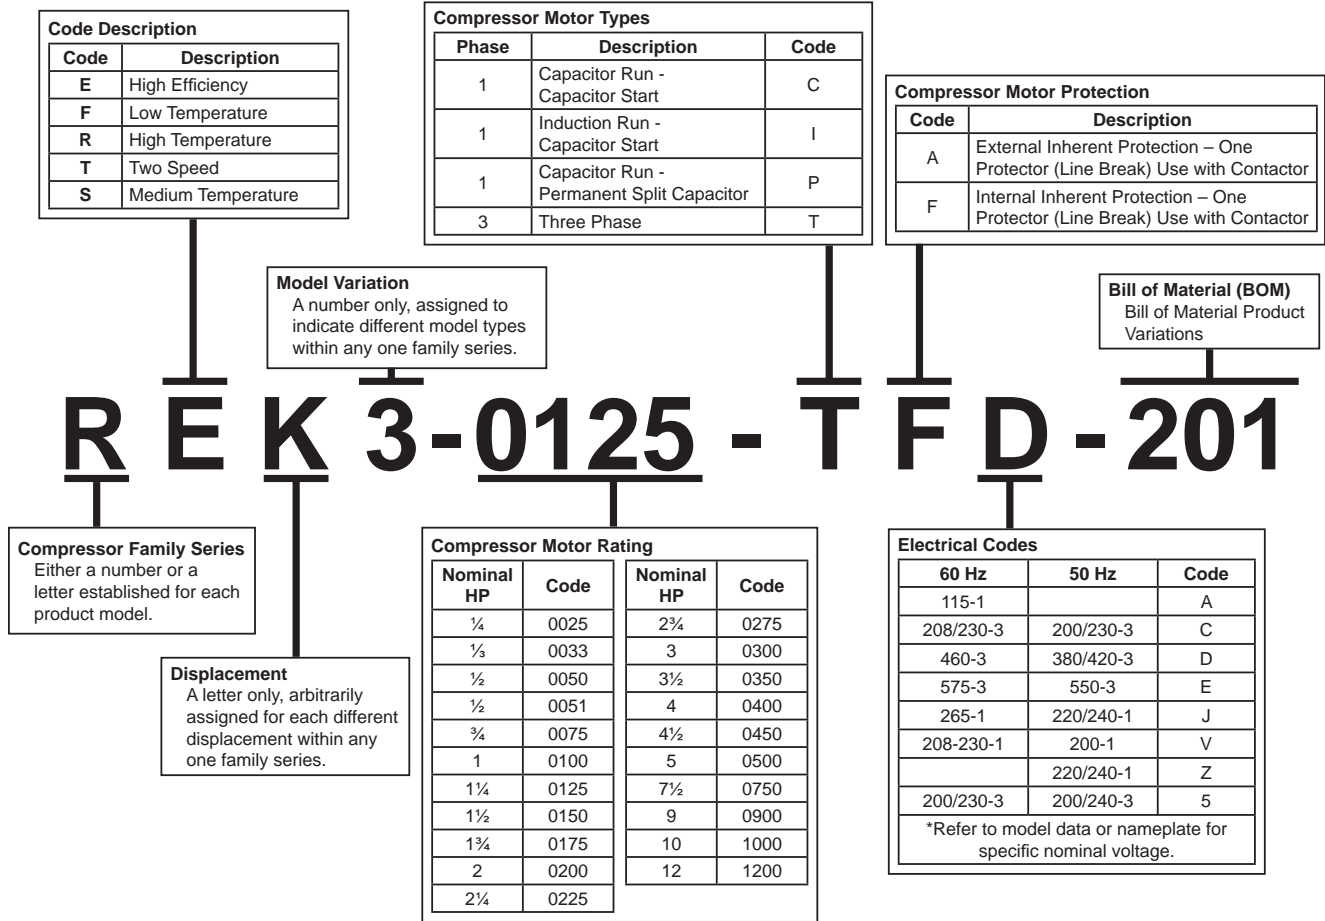 Code Description
Code Description
E High Efficiency
F Low Temperature
R High Temperature
T Two Speed
S Medium Temperature
Compressor Motor Types
Phase Description Code
1 Capacitor Run -
Capacitor Start C
1 Induction Run -
Capacitor Start I
1 Capacitor Run -
Permanent Split Capacitor P
3 Three Phase T
Compressor Motor Protection
Code Description
A External Inherent Protection – One
Protector (Line Break) Use with Contactor
F Internal Inherent Protection – One
Protector (Line Break) Use with Contactor
Model Variation
A number only, assigned to
indicate different model types
within any one family series.
Bill of Material (BOM)
Bill of Material Product
Variations
R E K 3-0125 - T F D - 201
Compressor Family Series
Either a number or a
letter established for each
product model.
Displacement
A letter only, arbitrarily
assigned for each different
displacement within any
one family series.
Compressor Motor Rating
Nominal
HP Code
¼ 0025
⅓ 0033
½ 0050
½ 0051
¾ 0075
1 0100
1¼ 0125
1½ 0150
1¾ 0175
2 0200
2¼ 0225
Nominal
HP Code
2¾ 0275
3 0300
3½ 0350
4 0400
4½ 0450
5 0500
7½ 0750
9 0900
10 1000
12 1200
Electrical Codes
60 Hz 50 Hz Code
115-1 A
208/230-3 200/230-3 C
460-3 380/420-3 D
575-3 550-3 E
265-1 220/240-1 J
208-230-1 200-1 V
220/240-1 Z
200/230-3 200/240-3 5
*Refer to model data or nameplate for
specific nominal voltage.